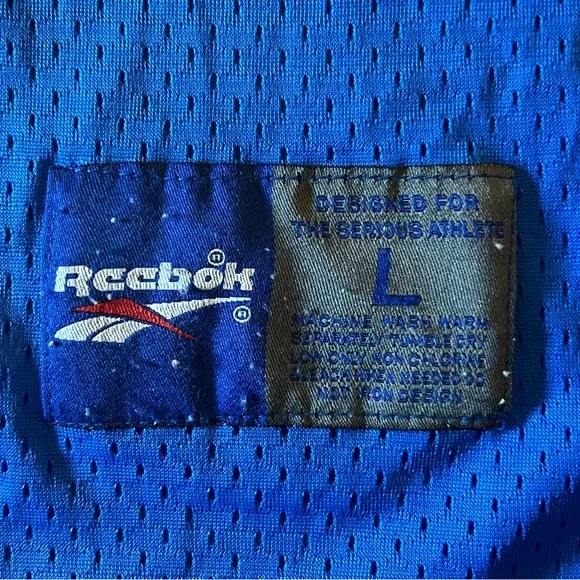 Reebok ®
®
DESIGNED FOR
THE SERIOUS ATHLETE
L
MACHINE WASH WARM
SEPARATELY TUMBLE DRY
LOW ONLY NON CHLORINE
BLEACH WHEN NEEDED DO
NOT IRON DESIGN